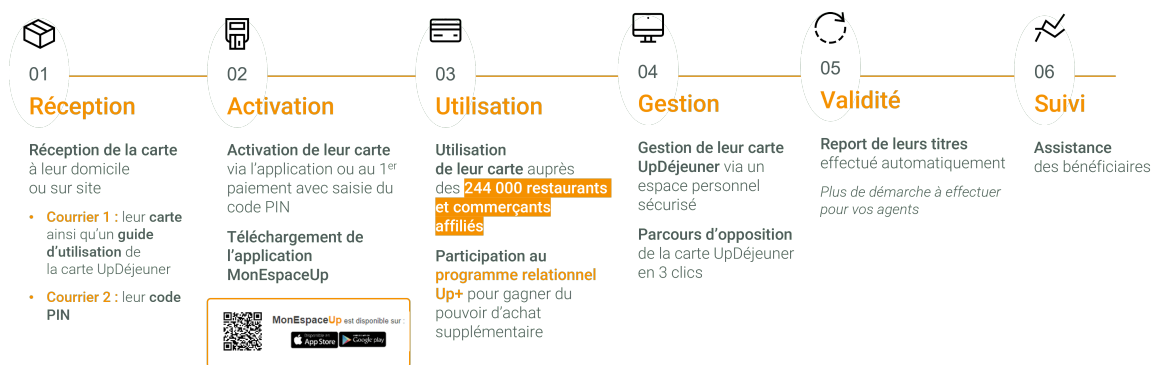 01
Réception
Réception de la carte
à leur domicile
ou sur site
• Courrier 1 : leur carte
ainsi qu'un guide
d'utilisation de
la carte UpDéjeuner
• Courrier 2 : leur code
PIN
02
Activation
Activation de leur carte
via l'application ou au 1er
paiement avec saisie du
code PIN
Téléchargement de
l'application
MonEspaceUp
MonEspaceUp est disponible sur :
App Store
Google play
03
Utilisation
Utilisation
de leur carte auprès
des 244 000 restaurants
et commerçants
affiliés
Participation au
programme relationnel
Up+ pour gagner du
pouvoir d'achat
supplémentaire
04
Gestion
Gestion de leur carte
UpDéjeuner via un
espace personnel
sécurisé
Parcours d'opposition
de la carte UpDéjeuner
en 3 clics
05
Validité
Report de leurs titres
effectué automatiquement
Plus de démarche à effectuer
pour vos agents
06
Suivi
Assistance
des bénéficiaires